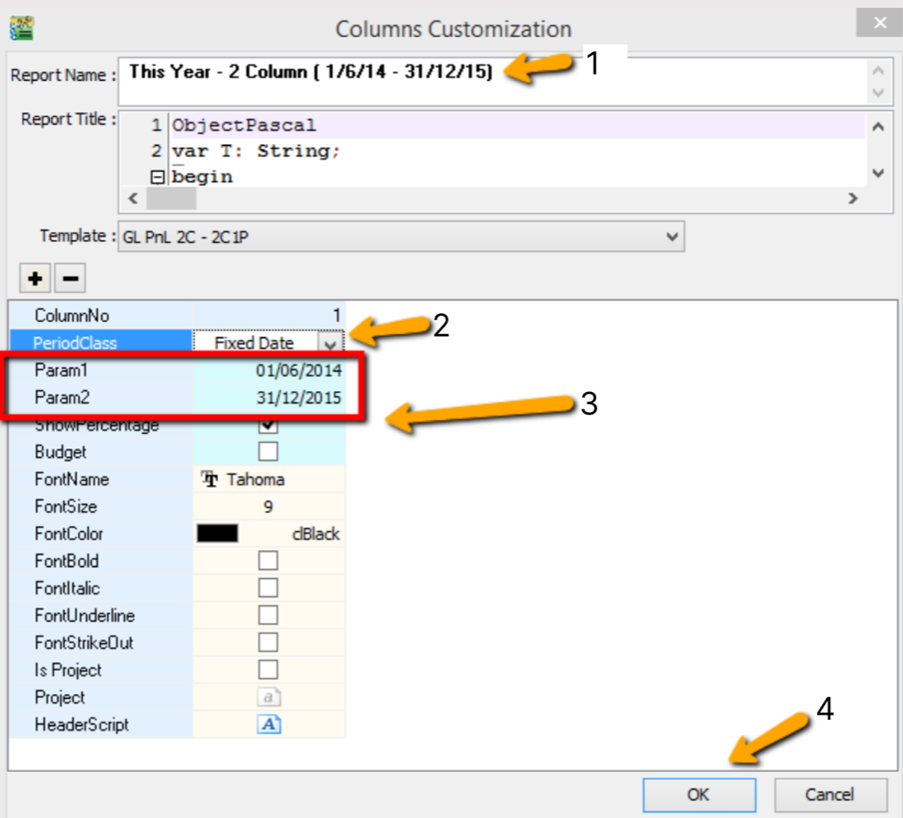 Columns Customization
Report Name : This Year - 2 Column ( 1/6/14 - 31/12/15) 1
Report Title : 1 ObjectPascal
2 var T: String;
begin
Template : GL PnL 2C - 2C1P
+ -
ColumnNo 1
PeriodClass Fixed Date 2
Param1 01/06/2014
Param2 31/12/2015 3
ShowPercentage
Budget
FontName Tahoma
FontSize 9
FontColor clBlack
FontBold
FontItalic
FontUnderline
FontStrikeOut
Is Project
Project a
HeaderScript A
4
OK Cancel